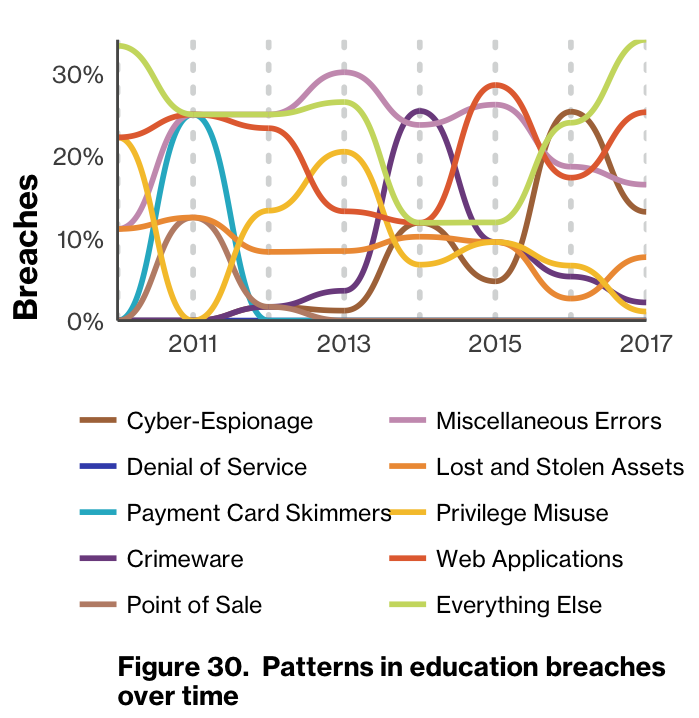 30%
20%
10%
0%
Breaches
2011
2013
2015
2017
Cyber-Espionage
Denial of Service
Payment Card Skimmers
Crimeware
Point of Sale
Miscellaneous Errors
Lost and Stolen Assets
Privilege Misuse
Web Applications
Everything Else
Figure 30. Patterns in education breaches
over time